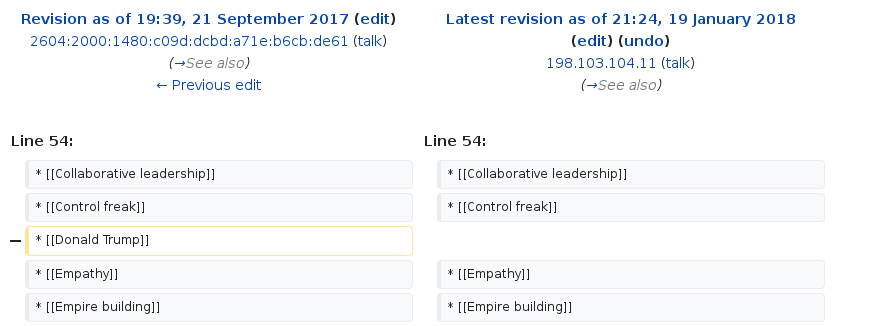 Revision as of 19:39, 21 September 2017 (edit)
2604:2000:1480:c09d:dcbd:a71e:b6cb:de61 (talk)
(→See also)
← Previous edit
Latest revision as of 21:24, 19 January 2018
(edit) (undo)
198.103.104.11 (talk)
(→See also)
Line 54:
Line 54:
* [[Collaborative leadership]]
* [[Collaborative leadership]]
* [[Control freak]]
* [[Control freak]]
− * [[Donald Trump]]
* [[Empathy]]
* [[Empathy]]
* [[Empire building]]
* [[Empire building]]